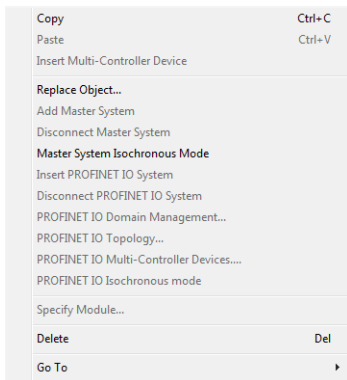 Copy Ctrl+C
Paste Ctrl+V
Insert Multi-Controller Device
Replace Object...
Add Master System
Disconnect Master System
Master System Isochronous Mode
Insert PROFINET IO System
Disconnect PROFINET IO System
PROFINET IO Domain Management...
PROFINET IO Topology...
PROFINET IO Multi-Controller Devices....
PROFINET IO Isochronous mode
Specify Module...
Delete Del
Go To